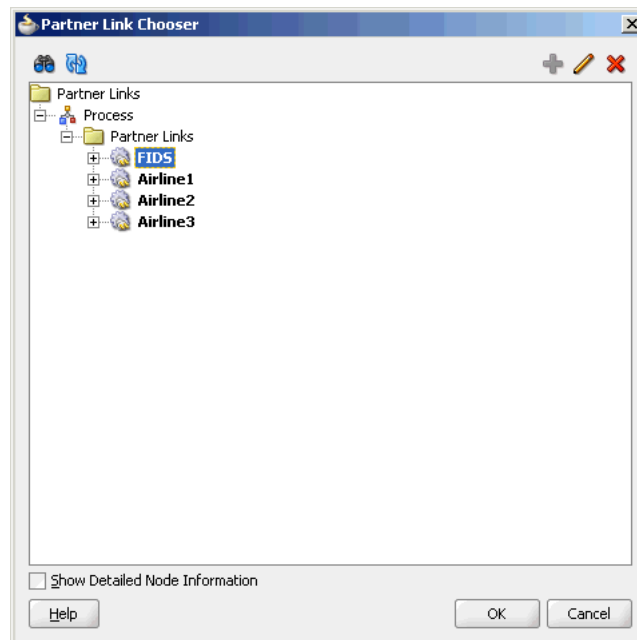 Partner Link Chooser
Partner Links
Process
Partner Links
FIDS
Airline1
Airline2
Airline3
Show Detailed Node Information
Help
OK
Cancel